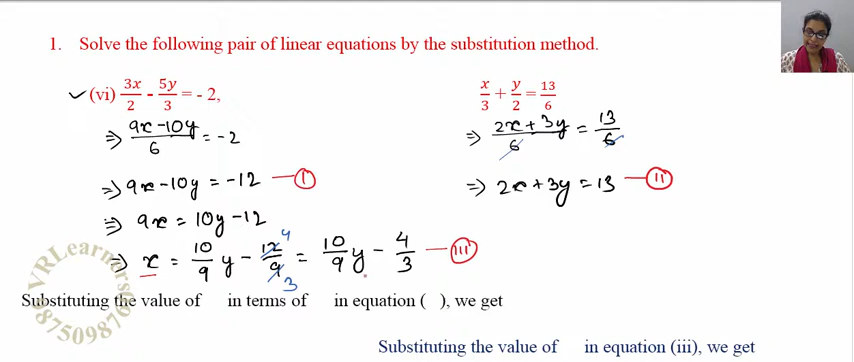 1. Solve the following pair of linear equations by the substitution method.
(vi) 3x/2 - 5y/3 = - 2,
x/3 + y/2 = 13/6
⇒ (9x-10y)/6 = -2
⇒ (2x+3y)/6 = 13/6
⇒ 9x-10y = -12 — (I)
⇒ 2x+3y = 13 — (II)
⇒ 9x = 10y-12
⇒ x = 10/9 y - 12/9 4 3 = 10/9 y - 4/3 — (III)
Substituting the value of in terms of in equation ( ), we get
Substituting the value of in equation (iii), we get
VRLearners